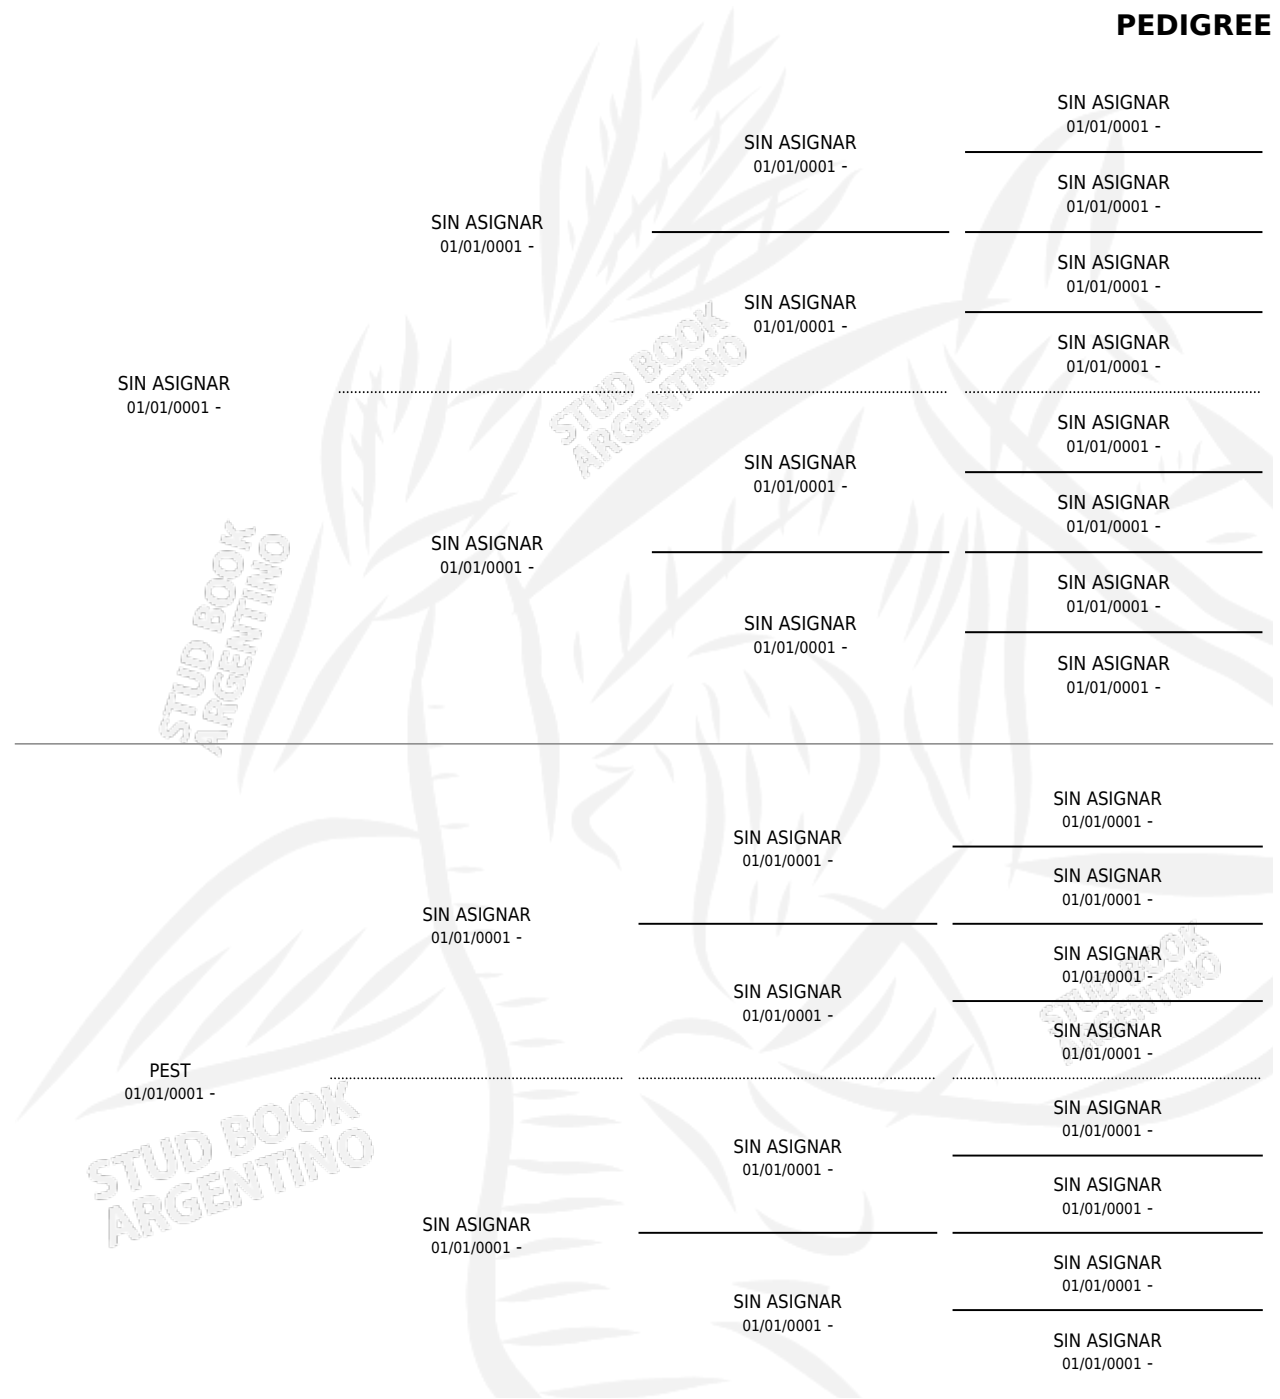 PEDIGREE
SIN ASIGNAR
01/01/0001 -
SIN ASIGNAR
01/01/0001 -
SIN ASIGNAR
01/01/0001 -
SIN ASIGNAR
01/01/0001 -
SIN ASIGNAR
01/01/0001 -
SIN ASIGNAR
01/01/0001 -
SIN ASIGNAR
01/01/0001 -
SIN ASIGNAR
01/01/0001 -
STUD BOOK
ARGENTINO
SIN ASIGNAR
01/01/0001 -
SIN ASIGNAR
01/01/0001 -
SIN ASIGNAR
01/01/0001 -
SIN ASIGNAR
01/01/0001 -
STUD BOOK
ARGENTINO
SIN ASIGNAR
01/01/0001 -
SIN ASIGNAR
01/01/0001 -
SIN ASIGNAR
01/01/0001 -
SIN ASIGNAR
01/01/0001 -
SIN ASIGNAR
01/01/0001 -
SIN ASIGNAR
01/01/0001 -
SIN ASIGNAR
01/01/0001 -
SIN ASIGNAR
01/01/0001 -
SIN ASIGNAR
01/01/0001 -
SIN ASIGNAR
01/01/0001 -
STUD BOOK
ARGENTINO
SIN ASIGNAR
01/01/0001 -
SIN ASIGNAR
01/01/0001 -
PEST
01/01/0001 -
STUD BOOK
ARGENTINO
SIN ASIGNAR
01/01/0001 -
SIN ASIGNAR
01/01/0001 -
SIN ASIGNAR
01/01/0001 -
SIN ASIGNAR
01/01/0001 -
SIN ASIGNAR
01/01/0001 -
SIN ASIGNAR
01/01/0001 -
SIN ASIGNAR
01/01/0001 -